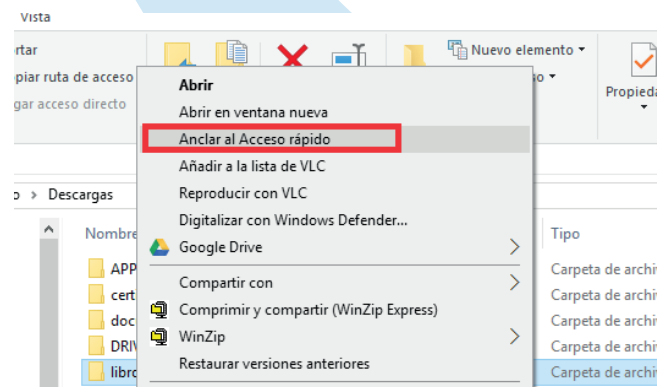 Vista
rtar
piar ruta de acceso
gar acceso directo
Nuevo elemento
so
Propieda
Abrir
Abrir en ventana nueva
Anclar al Acceso rápido
Añadir a la lista de VLC
Reproducir con VLC
Digitalizar con Windows Defender...
Google Drive
Compartir con
Comprimir y compartir (WinZip Express)
WinZip
Restaurar versiones anteriores
o > Descargas
Nombre
Tipo
APP
Carpeta de archi
cert
Carpeta de archi
doc
Carpeta de archi
DRIV
Carpeta de archi
libro
Carpeta de archi